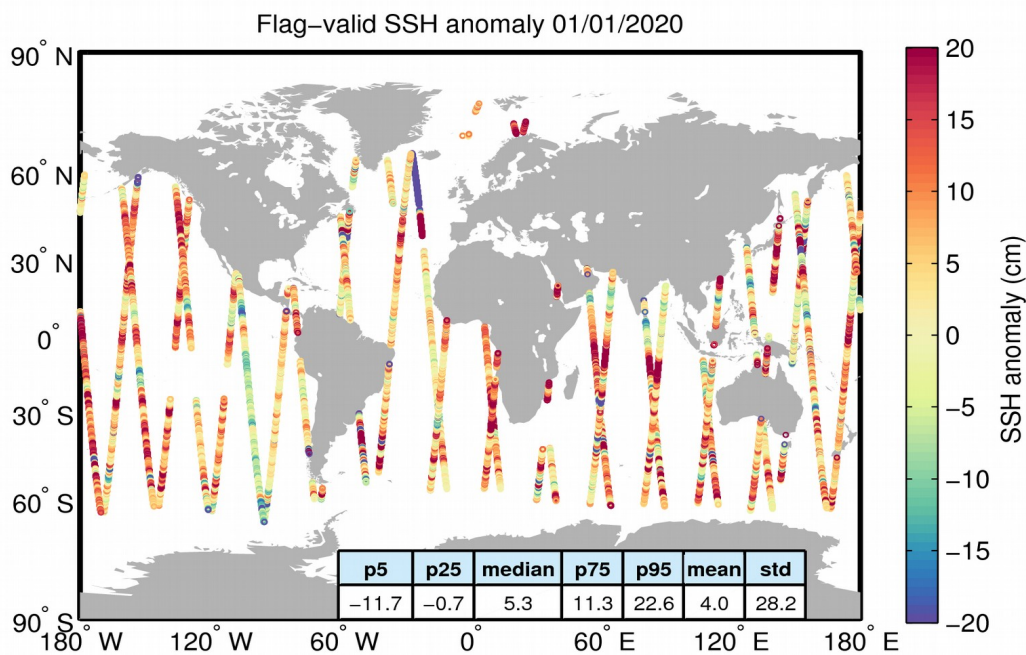 Flag−valid SSH anomaly 01/01/2020
90° N
60° N
30° N
0°
30° S
60° S
90° S
180° W
120° W
60° W
0°
60° E
120° E
180° E
p5 p25 median p75 p95 mean std
−11.7 −0.7 5.3 11.3 22.6 4.0 28.2
20
15
10
5
0
−5
−10
−15
−20
SSH anomaly (cm)